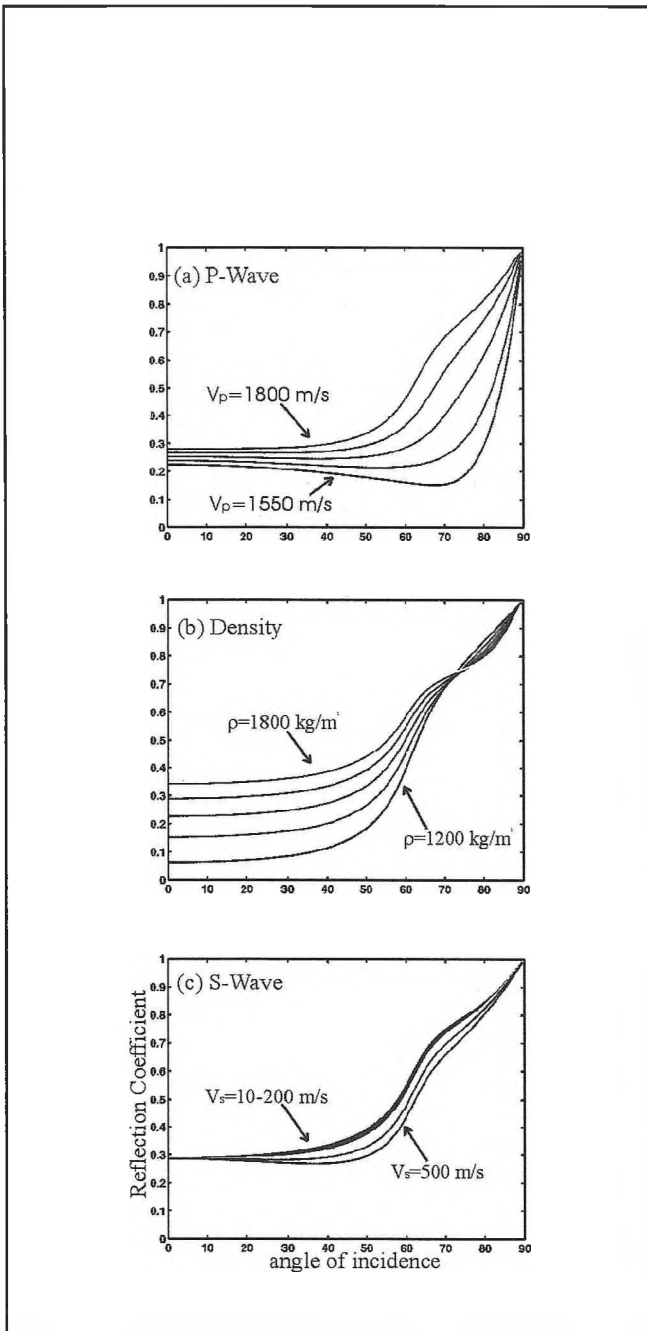 1
0.9
(a) P-Wave
0.8
0.7
0.6
0.5
Vp=1800 m/s
0.4
0.3
0.2
0.1
Vp=1550 m/s
0
0 10 20 30 40 50 60 70 80 90
1
0.9
(b) Density
0.8
0.7
0.6
ρ=1800 kg/m³
0.5
0.4
0.3
0.2
ρ=1200 kg/m³
0.1
0
0 10 20 30 40 50 60 70 80 90
1
0.9
(c) S-Wave
0.8
0.7
0.6
0.5
Vs=10-200 m/s
0.4
0.3
0.2
Vs=500 m/s
0.1
0
Reflection Coefficient
0 10 20 30 40 50 60 70 80 90
angle of incidence